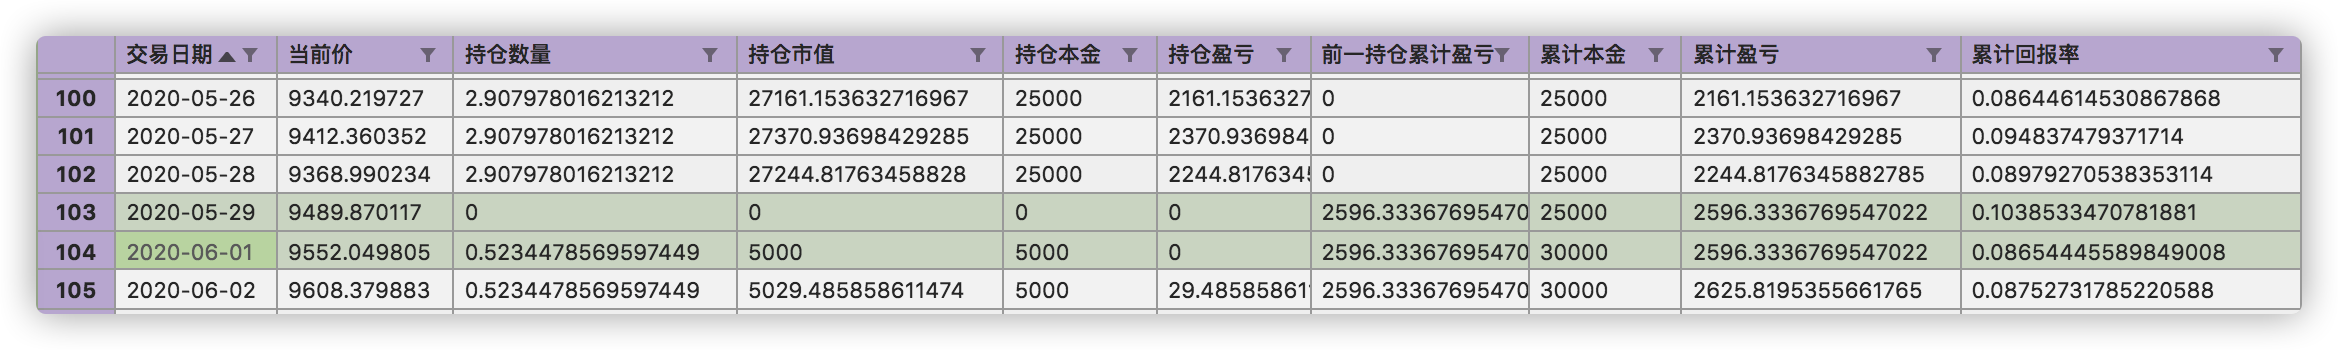 交易日期 当前价 持仓数量 持仓市值 持仓本金 持仓盈亏 前一持仓累计盈亏 累计本金 累计盈亏 累计回报率
100 2020-05-26 9340.219727 2.907978016213212 27161.153632716967 25000 2161.1536327 0 25000 2161.153632716967 0.08644614530867868
101 2020-05-27 9412.360352 2.907978016213212 27370.93698429285 25000 2370.936984 0 25000 2370.93698429285 0.094837479371714
102 2020-05-28 9368.990234 2.907978016213212 27244.81763458828 25000 2244.8176345 0 25000 2244.8176345882785 0.08979270538353114
103 2020-05-29 9489.870117 0 0 0 0 2596.33367695470 25000 2596.3336769547022 0.1038533470781881
104 2020-06-01 9552.049805 0.5234478569597449 5000 5000 0 2596.33367695470 30000 2596.3336769547022 0.08654445589849008
105 2020-06-02 9608.379883 0.5234478569597449 5029.485858611474 5000 29.48585861 2596.33367695470 30000 2625.8195355661765 0.08752731785220588